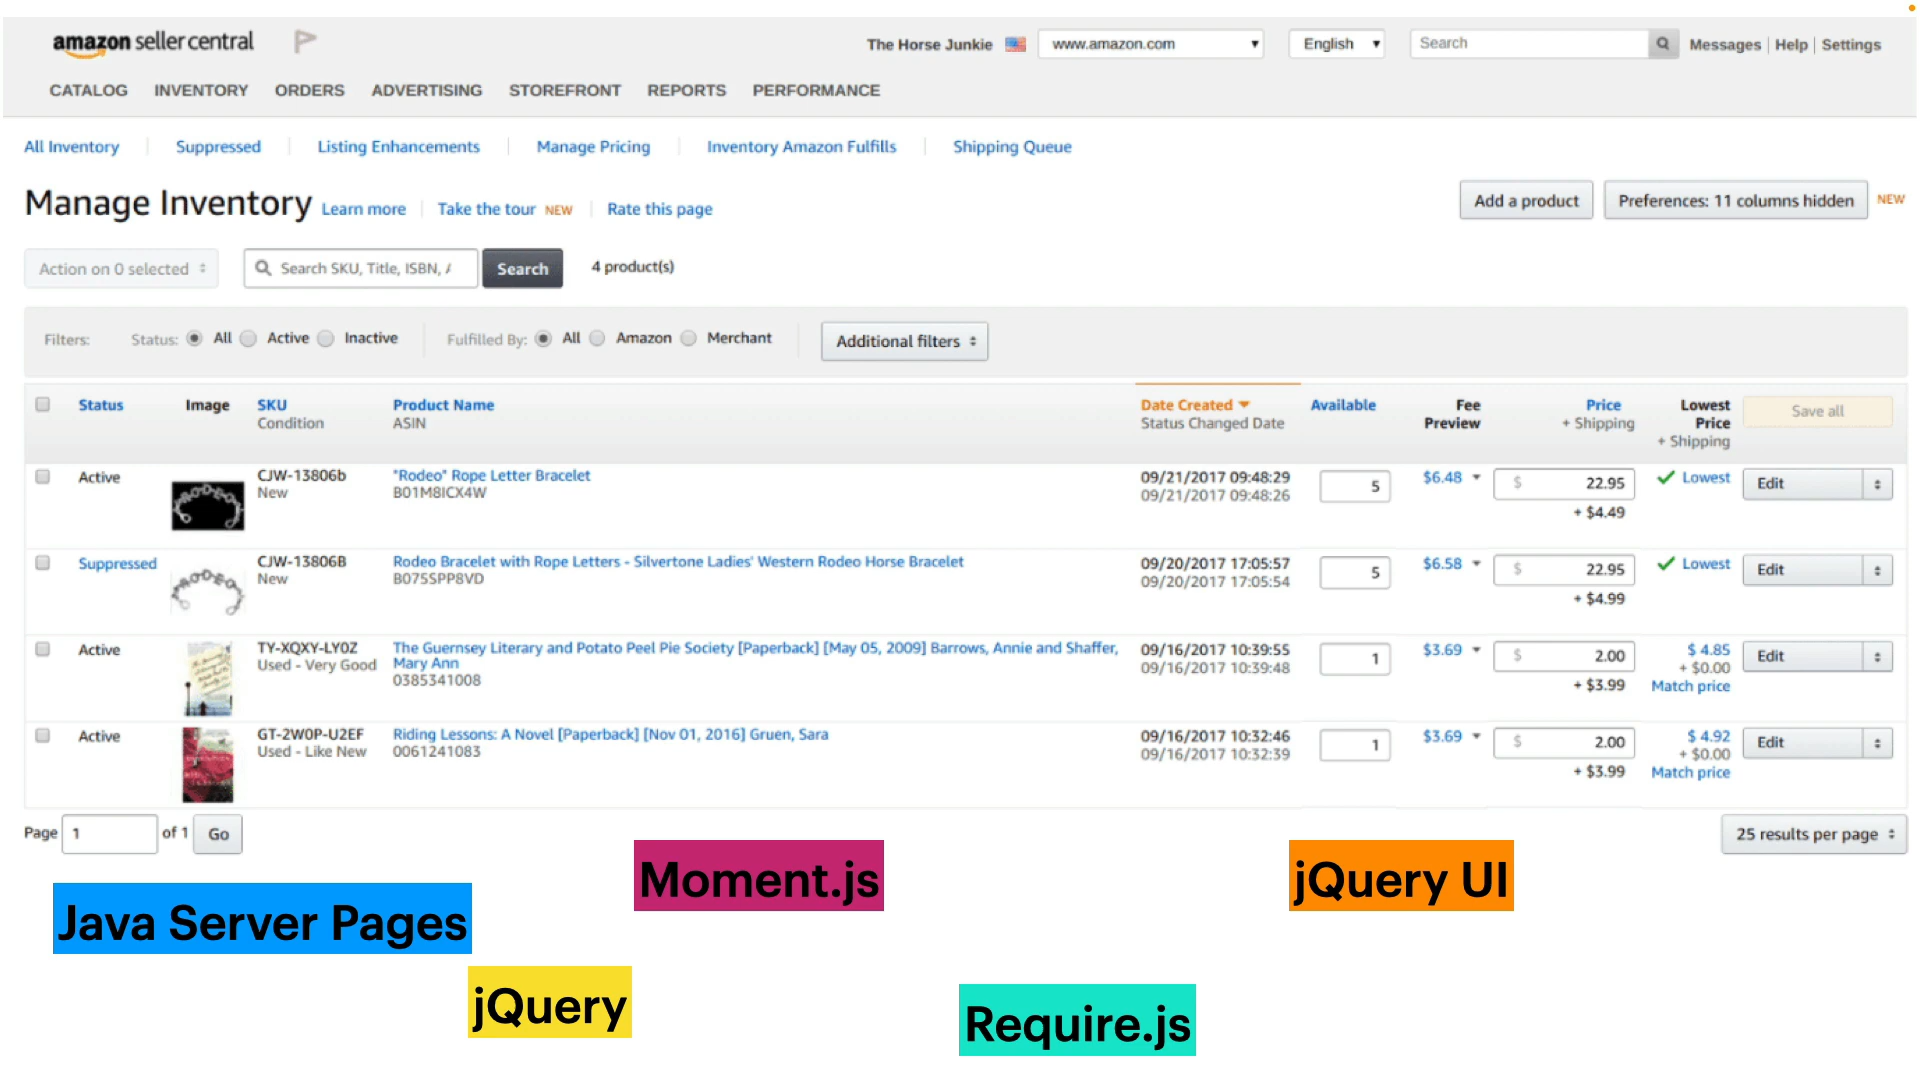 amazon seller central
The Horse Junkie www.amazon.com English Search Messages Help Settings
CATALOG INVENTORY ORDERS ADVERTISING STOREFRONT REPORTS PERFORMANCE
All Inventory Suppressed Listing Enhancements Manage Pricing Inventory Amazon Fulfills Shipping Queue
Manage Inventory Learn more Take the tour NEW Rate this page Add a product Preferences: 11 columns hidden NEW
Action on 0 selected Search SKU, Title, ISBN, Search 4 product(s)
Filters: Status: All Active Inactive Fulfilled By: All Amazon Merchant Additional filters
Status Image SKU Product Name Date Created Available Fee Price Lowest Save all
Condition ASIN Status Changed Date Preview + Shipping Price
+ Shipping
Active CJW-13806b "Rodeo" Rope Letter Bracelet 09/21/2017 09:48:29 5 $6.48 $ 22.95 Lowest Edit
New B01M8ICX4W 09/21/2017 09:48:26
+ $4.49
Suppressed CJW-13806B Rodeo Bracelet with Rope Letters - Silvertone Ladies' Western Rodeo Horse Bracelet 09/20/2017 17:05:57 5 $6.58 $ 22.95 Lowest Edit
New B075SPP8VD 09/20/2017 17:05:54
+ $4.99
Active TY-XQXY-LY0Z The Guernsey Literary and Potato Peel Pie Society [Paperback] [May 05, 2009] Barrows, Annie and Shaffer, 09/16/2017 10:39:55 1 $3.69 $ 2.00 $ 4.85 Edit
Used - Very Good Mary Ann 09/16/2017 10:39:48 + $0.00
0385341008 + $3.99 Match price
Active GT-2W0P-U2EF Riding Lessons: A Novel [Paperback] [Nov 01, 2016] Gruen, Sara 09/16/2017 10:32:46 1 $3.69 $ 2.00 $ 4.92 Edit
Used - Like New 0061241083 09/16/2017 10:32:39 + $0.00
+ $3.99 Match price
Page 1 of 1 Go 25 results per page
Moment.js jQuery UI
Java Server Pages
jQuery
Require.js